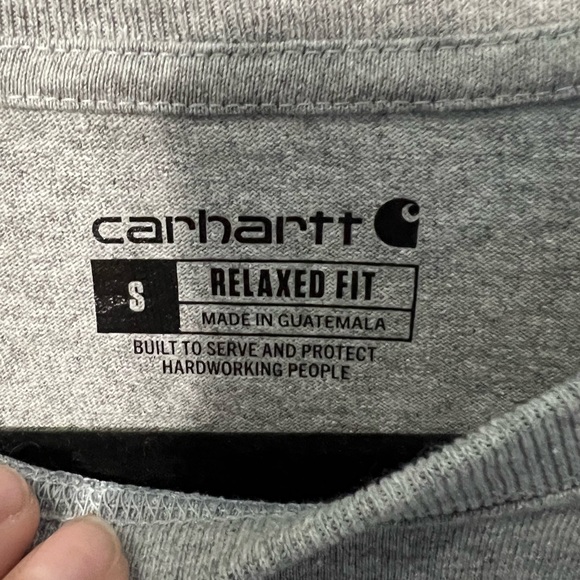 carhartt
S
RELAXED FIT
MADE IN GUATEMALA
BUILT TO SERVE AND PROTECT
HARDWORKING PEOPLE